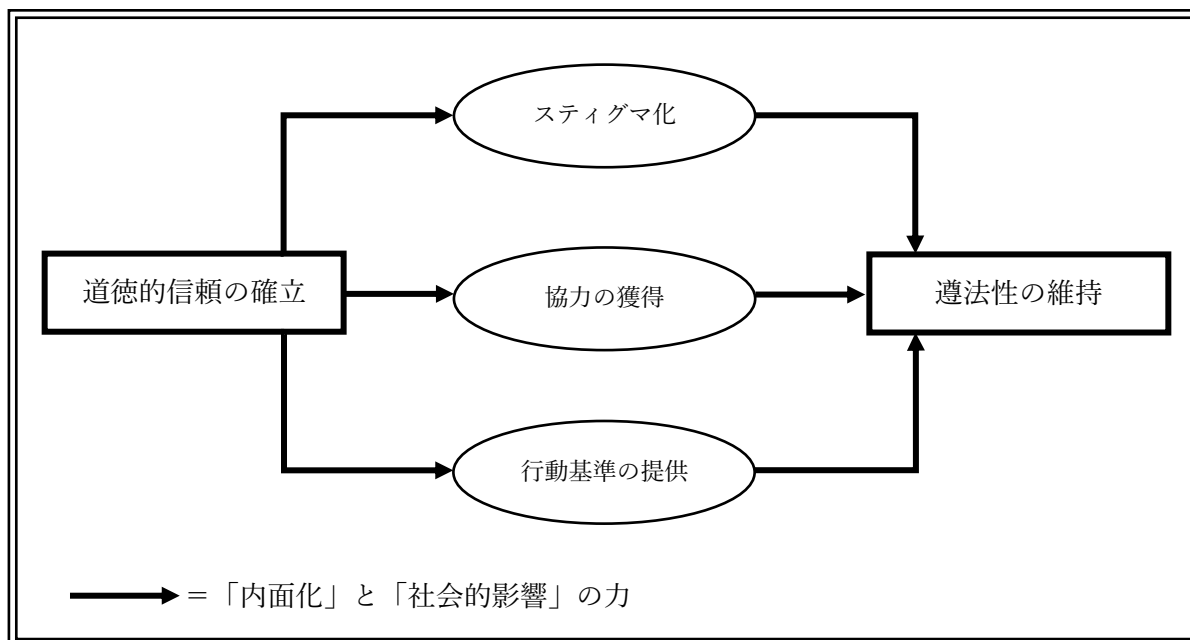 スティグマ化
道徳的信頼の確立
協力の獲得
遵法性の維持
行動基準の提供
＝「内面化」と「社会的影響」の力